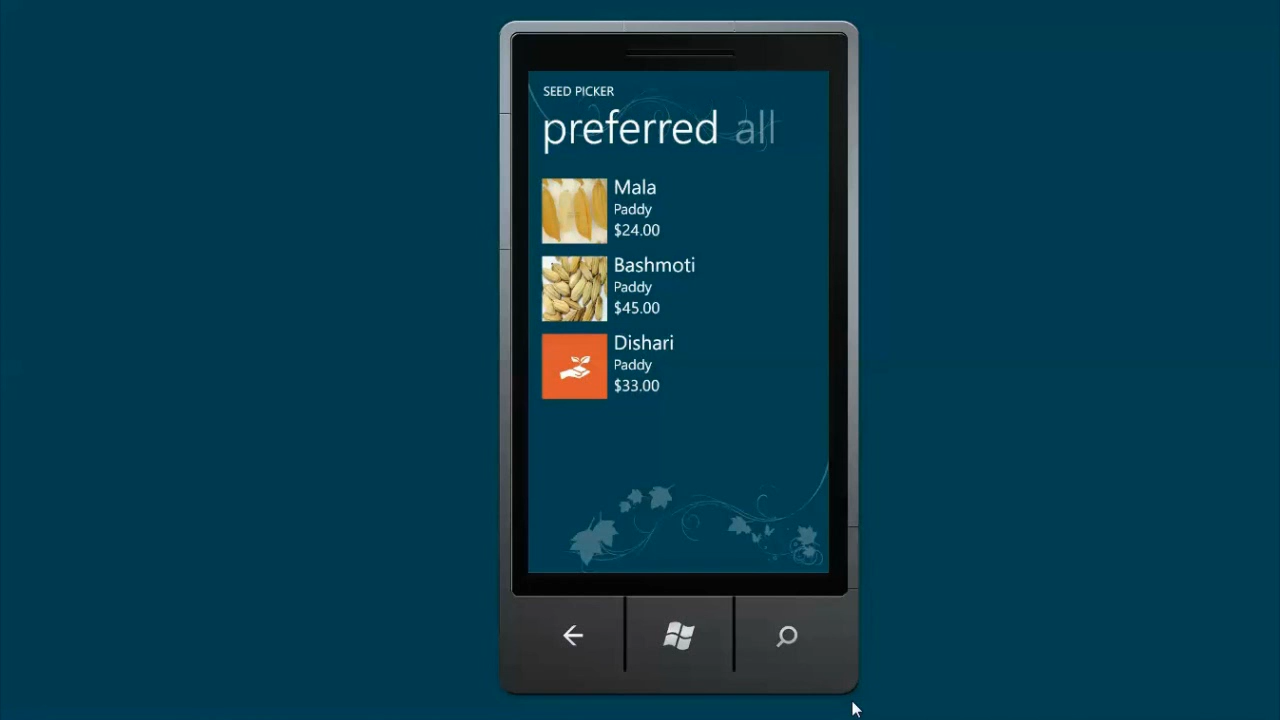 SEED PICKER
preferred all
Mala
Paddy
$24.00
Bashmoti
Paddy
$45.00
Dishari
Paddy
$33.00